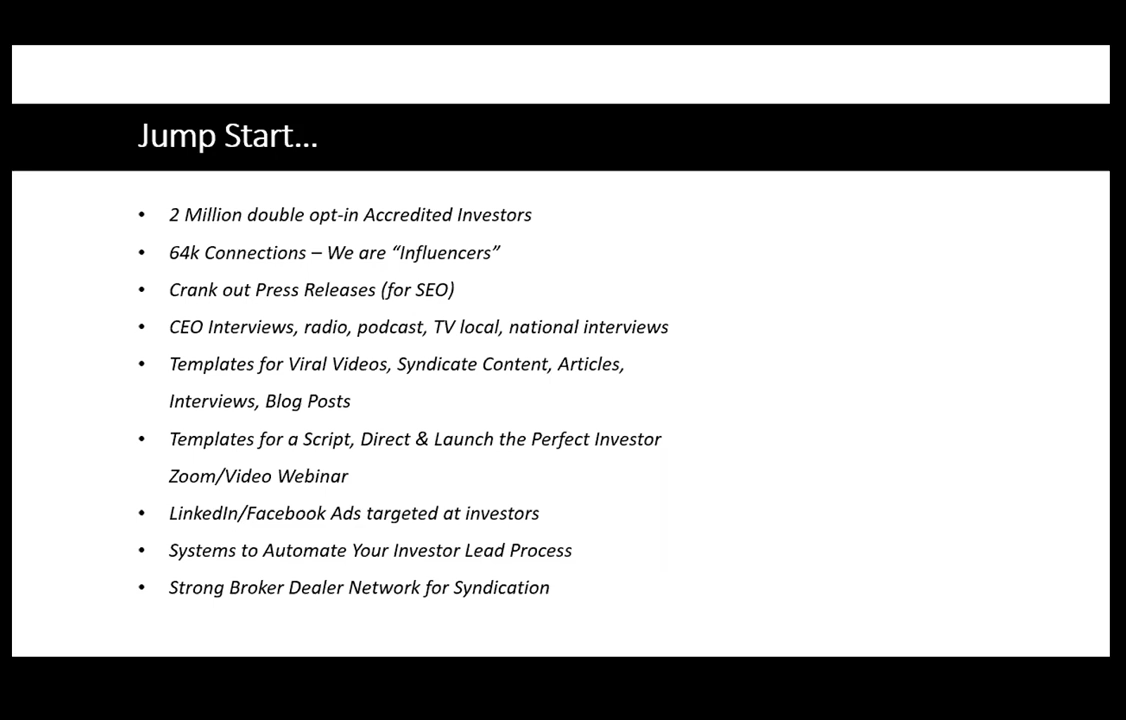 Jump Start...
• 2 Million double opt-in Accredited Investors
• 64k Connections – We are “Influencers”
• Crank out Press Releases (for SEO)
• CEO Interviews, radio, podcast, TV local, national interviews
• Templates for Viral Videos, Syndicate Content, Articles,
Interviews, Blog Posts
• Templates for a Script, Direct & Launch the Perfect Investor
Zoom/Video Webinar
• LinkedIn/Facebook Ads targeted at investors
• Systems to Automate Your Investor Lead Process
• Strong Broker Dealer Network for Syndication